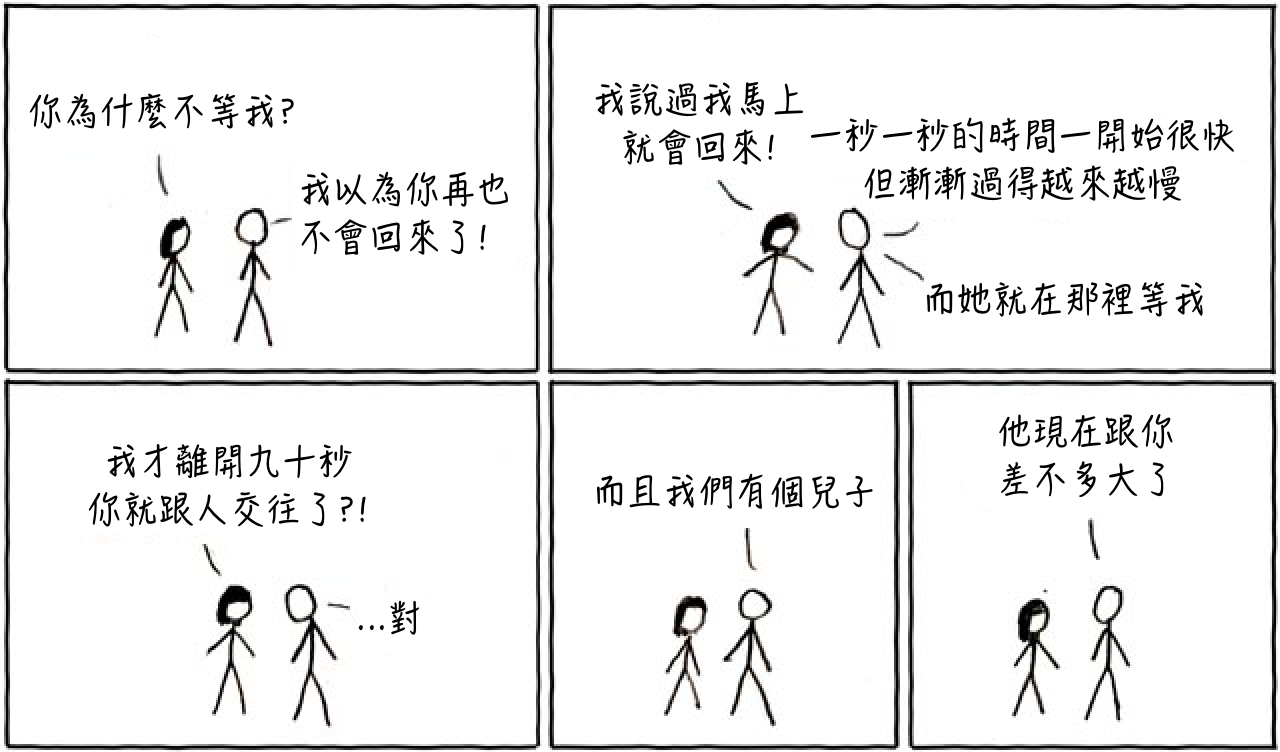 你為什麼不等我?
我以為你再也
不會回來了!
我說過我馬上
就會回來!
一秒一秒的時間一開始很快
但漸漸過得越來越慢
而她就在那裡等我
我才離開九十秒
你就跟人交往了?!
...對
而且我們有個兒子
他現在跟你
差不多大了